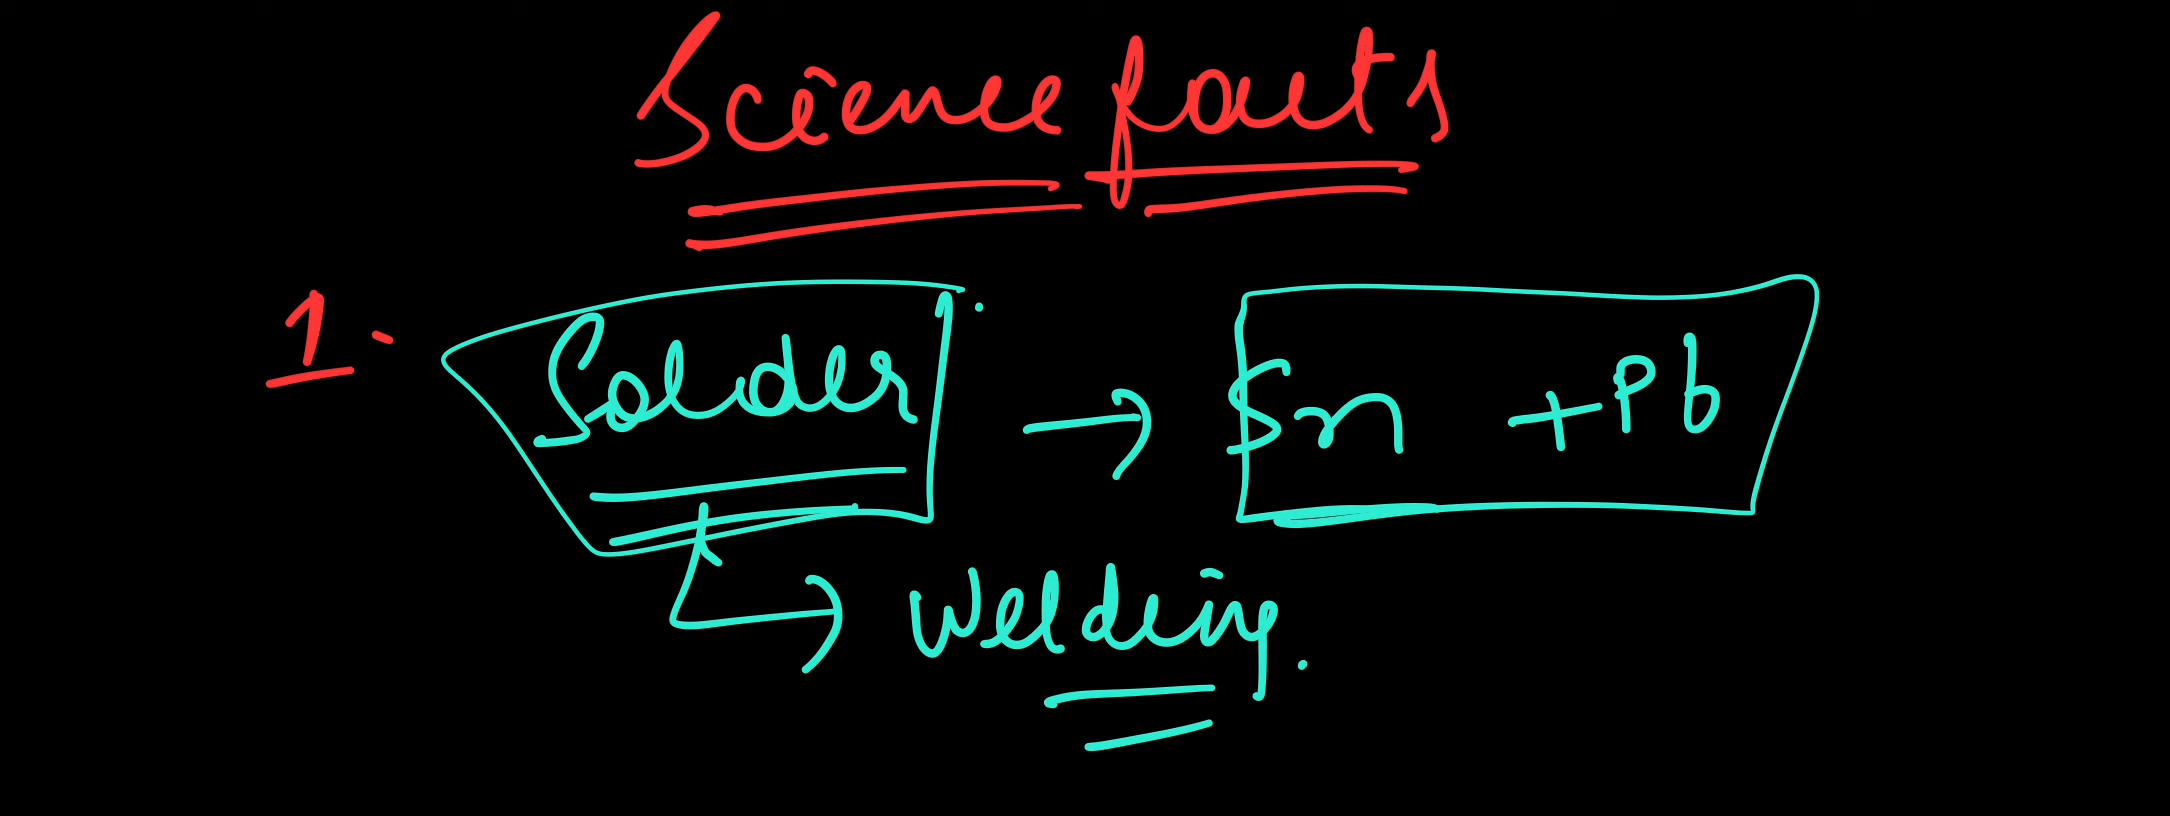 Science facts
1. Solder. → Sn + Pb
→ welding.